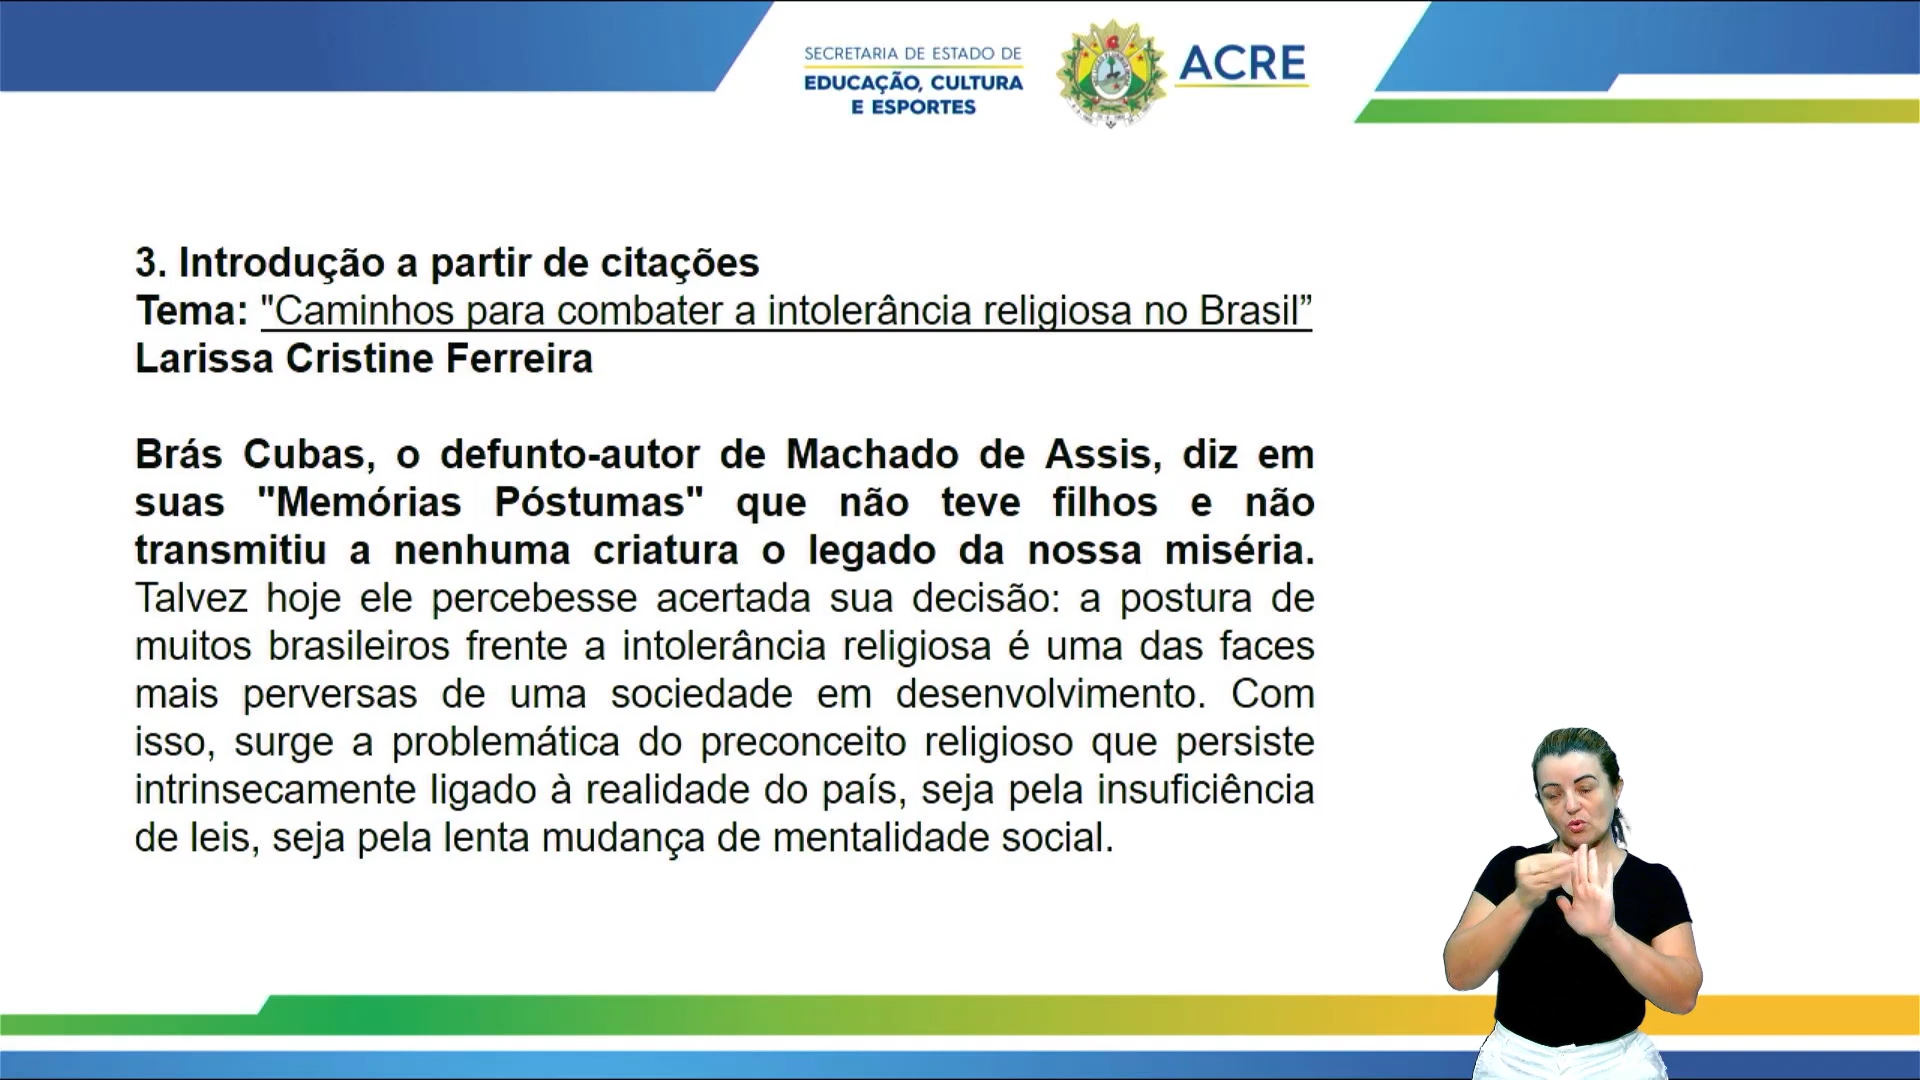 SECRETARIA DE ESTADO DE
EDUCAÇÃO, CULTURA
E ESPORTES
ACRE
3. Introdução a partir de citações
Tema: "Caminhos para combater a intolerância religiosa no Brasil”
Larissa Cristine Ferreira
Brás Cubas, o defunto-autor de Machado de Assis, diz em
suas "Memórias Póstumas" que não teve filhos e não
transmitiu a nenhuma criatura o legado da nossa miséria.
Talvez hoje ele percebesse acertada sua decisão: a postura de
muitos brasileiros frente a intolerância religiosa é uma das faces
mais perversas de uma sociedade em desenvolvimento. Com
isso, surge a problemática do preconceito religioso que persiste
intrinsecamente ligado à realidade do país, seja pela insuficiência
de leis, seja pela lenta mudança de mentalidade social.